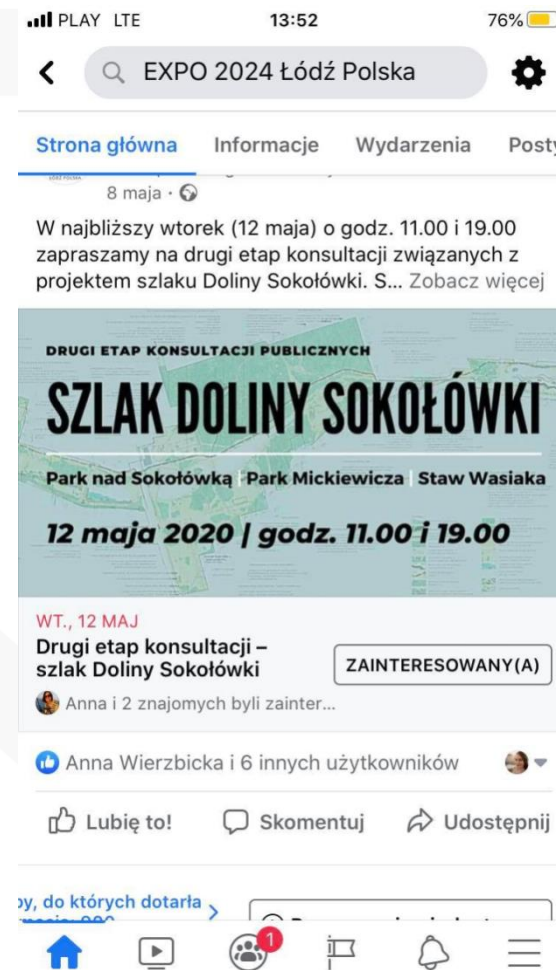 PLAY LTE 13:52 76%
EXPO 2024 Łódź Polska
Strona główna Informacje Wydarzenia Posty
8 maja ·
W najbliższy wtorek (12 maja) o godz. 11.00 i 19.00
zapraszamy na drugi etap konsultacji związanych z
projektem szlaku Doliny Sokołówki. S... Zobacz więcej
DRUGI ETAP KONSULTACJI PUBLICZNYCH
SZLAK DOLINY SOKOŁÓWKI
Park nad Sokołówką | Park Mickiewicza | Staw Wasiaka
12 maja 2020 | godz. 11.00 i 19.00
WT., 12 MAJ
Drugi etap konsultacji –
szlak Doliny Sokołówki
ZAINTERESOWANY(A)
Anna i 2 znajomych byli zainter...
Anna Wierzbicka i 6 innych użytkowników
Lubię to! Skomentuj Udostępnij
by, do których dotarła
1